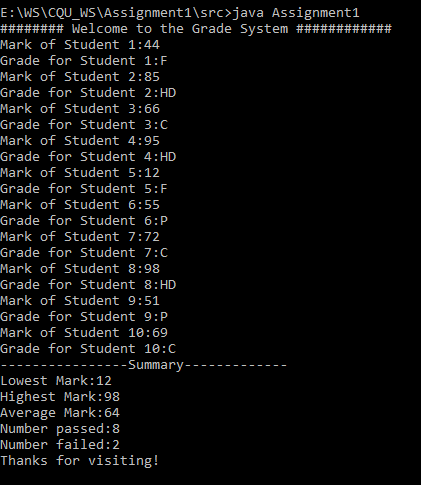 E:\WS\CQU_WS\Assignment1\src>java Assignment1
######## Welcome to the Grade System ############
Mark of Student 1:44
Grade for Student 1:F
Mark of Student 2:85
Grade for Student 2:HD
Mark of Student 3:66
Grade for Student 3:C
Mark of Student 4:95
Grade for Student 4:HD
Mark of Student 5:12
Grade for Student 5:F
Mark of Student 6:55
Grade for Student 6:P
Mark of Student 7:72
Grade for Student 7:C
Mark of Student 8:98
Grade for Student 8:HD
Mark of Student 9:51
Grade for Student 9:P
Mark of Student 10:69
Grade for Student 10:C
----------------Summary-------------
Lowest Mark:12
Highest Mark:98
Average Mark:64
Number passed:8
Number failed:2
Thanks for visiting!